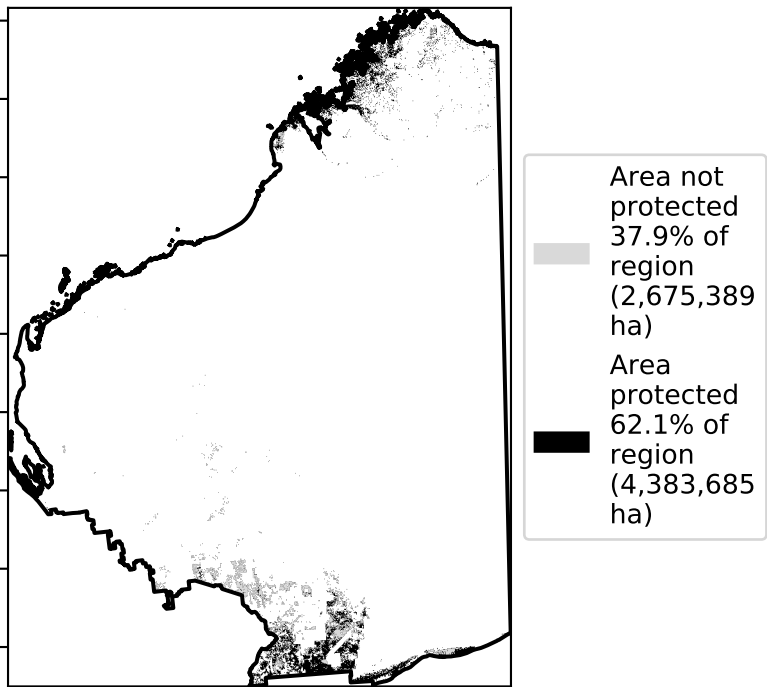 Area not
protected
37.9% of
region
(2,675,389
ha)
Area
protected
62.1% of
region
(4,383,685
ha)